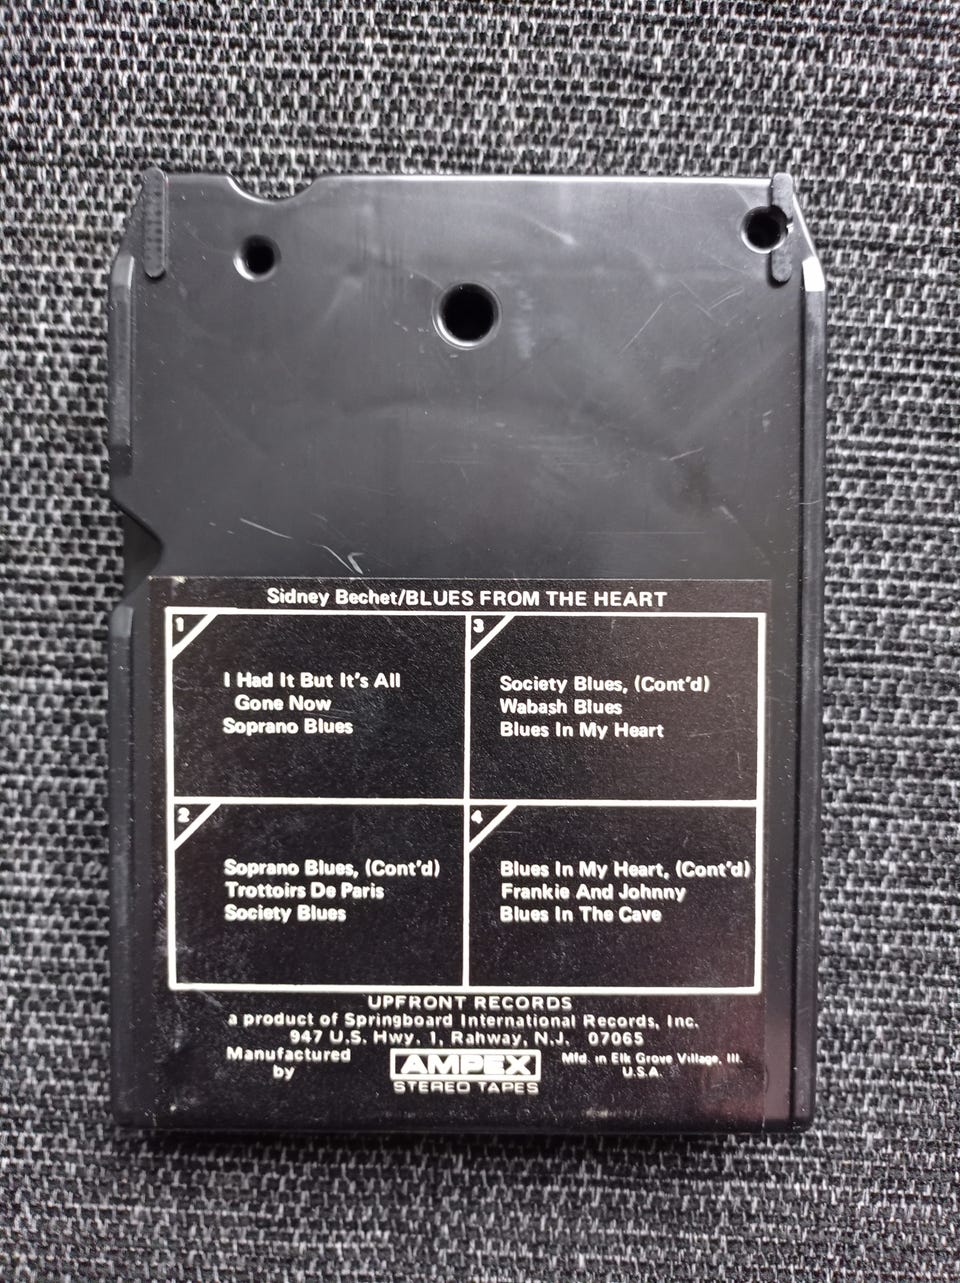 Sidney Bechet/BLUES FROM THE HEART
1
I Had It But It's All
Gone Now
Soprano Blues
2
Soprano Blues, (Cont'd)
Trottoirs De Paris
Society Blues
3
Society Blues, (Cont'd)
Wabash Blues
Blues In My Heart
4
Blues In My Heart, (Cont'd)
Frankie And Johnny
Blues In The Cave
UPFRONT RECORDS
a product of Springboard International Records, Inc.
947 U.S. Hwy. 1, Rahway, N.J. 07065
Manufactured
by
AMPEX
STEREO TAPES
Mfd. in Elk Grove Village, Ill.
U.S.A.